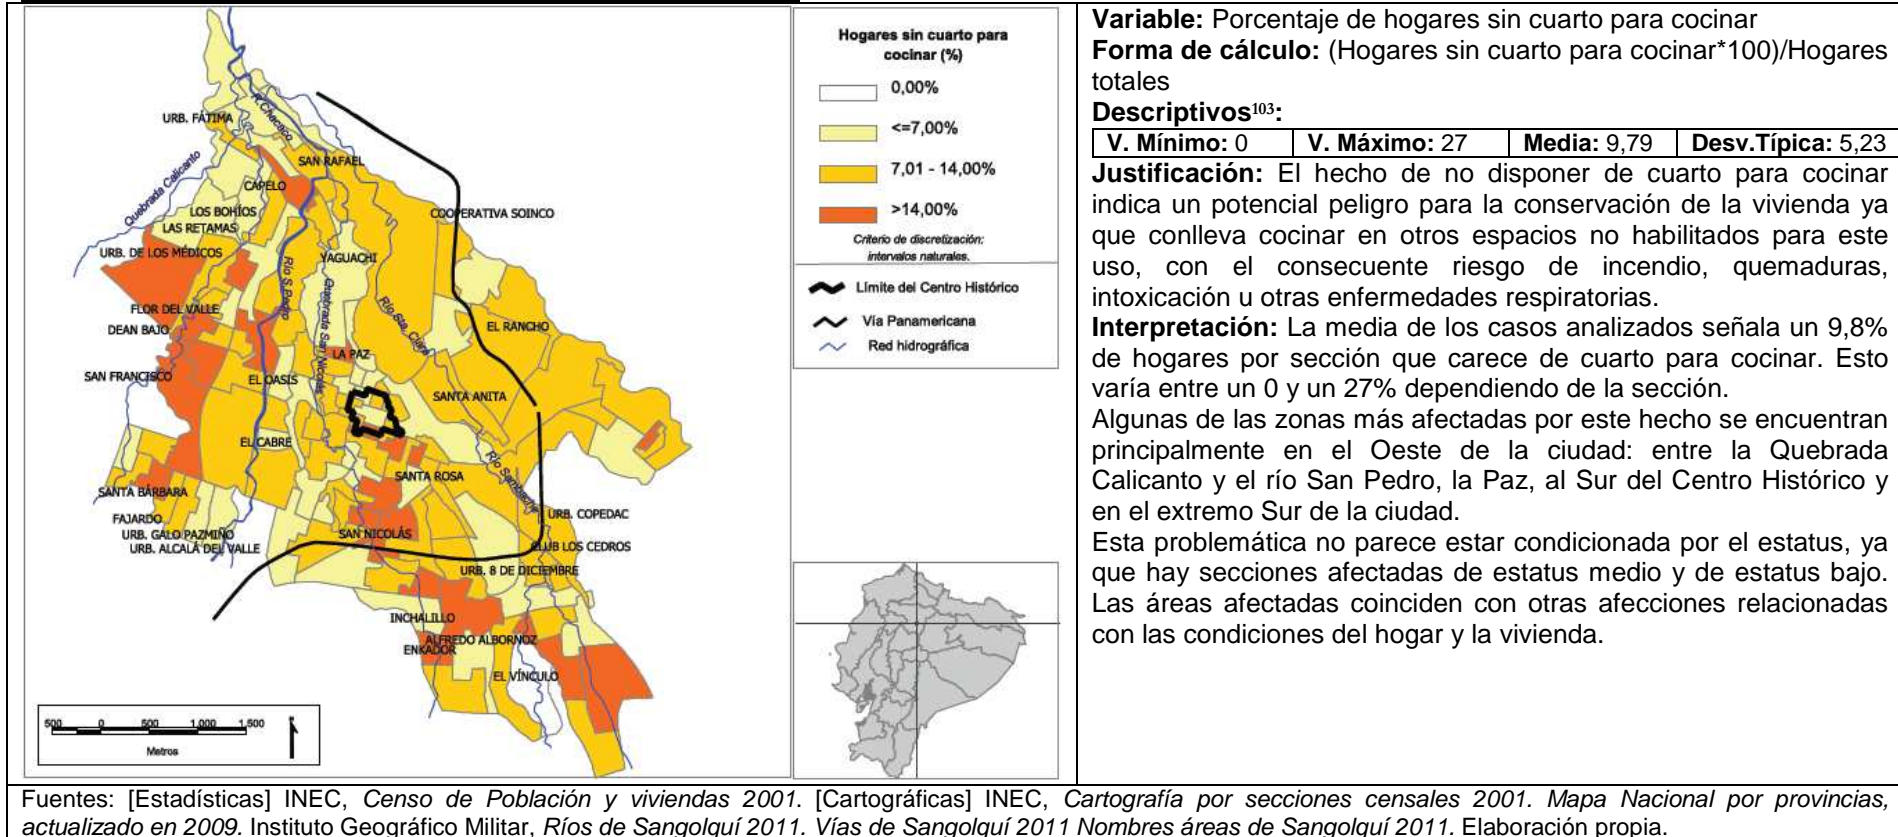 Hogares sin cuarto para
cocinar (%)
0,00%
<=7,00%
7,01 - 14,00%
>14,00%
Criterio de discretización:
intervalos naturales.
Límite del Centro Histórico
Vía Panamericana
Red hidrográfica
URB. FÁTIMA
R. Chacaco
SAN RAFAEL
Quebrada Calicanto
CAPELO
LOS BOHÍOS
LAS RETAMAS
COOPERATIVA SOINCO
URB. DE LOS MÉDICOS
YAGUACHI
Río S. Pedro
Quebrada San Nicolás
Río Sta. Clara
FLOR DEL VALLE
DEAN BAJO
EL RANCHO
LA PAZ
SAN FRANCISCO
EL OASIS
SANTA ANITA
EL CABRE
SANTA ROSA
Río Sambache
SANTA BÁRBARA
FAJARDO
URB. GALO PAZMIÑO
URB. ALCALÁ DEL VALLE
SAN NICOLÁS
URB. COPEDAC
CLUB LOS CEDROS
URB. 8 DE DICIEMBRE
INCHALILLO
ALFREDO ALBORNOZ
ENKADOR
EL VÍNCULO
500 0 500 1.000 1.500
Metros
Variable: Porcentaje de hogares sin cuarto para cocinar
Forma de cálculo: (Hogares sin cuarto para cocinar*100)/Hogares
totales
Descriptivos103:
V. Mínimo: 0 V. Máximo: 27 Media: 9,79 Desv.Típica: 5,23
Justificación: El hecho de no disponer de cuarto para cocinar
indica un potencial peligro para la conservación de la vivienda ya
que conlleva cocinar en otros espacios no habilitados para este
uso, con el consecuente riesgo de incendio, quemaduras,
intoxicación u otras enfermedades respiratorias.
Interpretación: La media de los casos analizados señala un 9,8%
de hogares por sección que carece de cuarto para cocinar. Esto
varía entre un 0 y un 27% dependiendo de la sección.
Algunas de las zonas más afectadas por este hecho se encuentran
principalmente en el Oeste de la ciudad: entre la Quebrada
Calicanto y el río San Pedro, la Paz, al Sur del Centro Histórico y
en el extremo Sur de la ciudad.
Esta problemática no parece estar condicionada por el estatus, ya
que hay secciones afectadas de estatus medio y de estatus bajo.
Las áreas afectadas coinciden con otras afecciones relacionadas
con las condiciones del hogar y la vivienda.
Fuentes: [Estadísticas] INEC, Censo de Población y viviendas 2001. [Cartográficas] INEC, Cartografía por secciones censales 2001. Mapa Nacional por provincias,
actualizado en 2009. Instituto Geográfico Militar, Ríos de Sangolquí 2011. Vías de Sangolquí 2011 Nombres áreas de Sangolquí 2011. Elaboración propia.